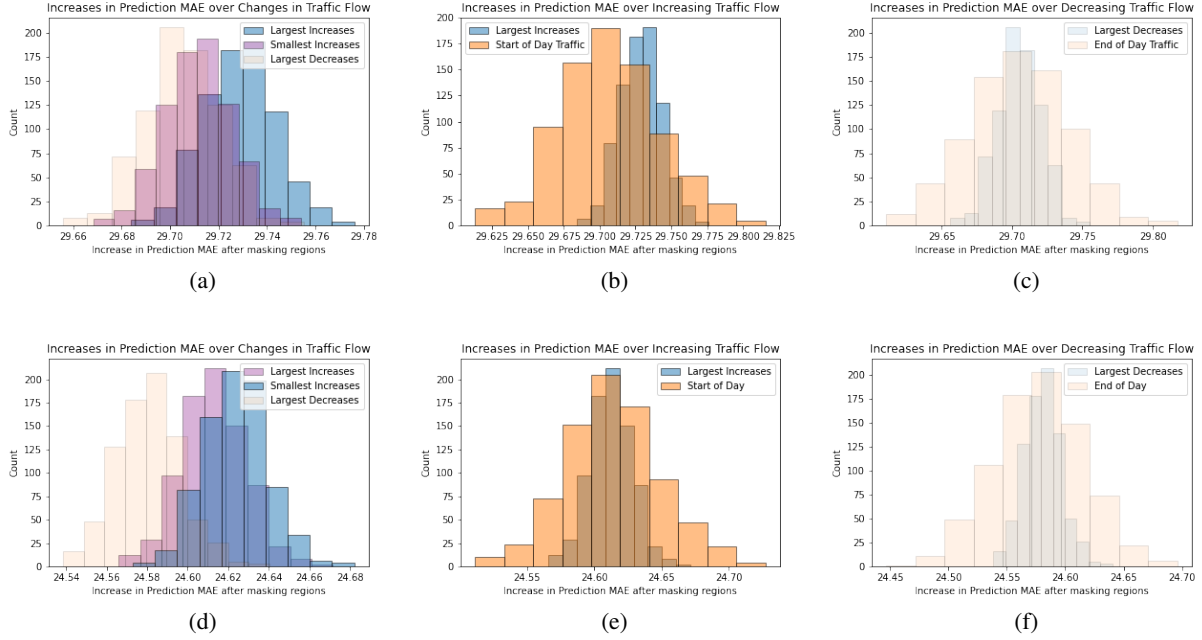 Increases in Prediction MAE over Changes in Traffic Flow
200
175
150
125
100
75
50
25
0
Count
Largest Increases
Smallest Increases
Largest Decreases
29.66 29.68 29.70 29.72 29.74 29.76 29.78
Increase in Prediction MAE after masking regions
(a)
Increases in Prediction MAE over Increasing Traffic Flow
200
175
150
125
100
75
50
25
0
Count
Largest Increases
Start of Day Traffic
29.625 29.650 29.675 29.700 29.725 29.750 29.775 29.800 29.825
Increase in Prediction MAE after masking regions
(b)
Increases in Prediction MAE over Decreasing Traffic Flow
200
175
150
125
100
75
50
25
0
Count
Largest Decreases
End of Day Traffic
29.65 29.70 29.75 29.80
Increase in Prediction MAE after masking regions
(c)
Increases in Prediction MAE over Changes in Traffic Flow
200
175
150
125
100
75
50
25
0
Count
Largest Increases
Smallest Increases
Largest Decreases
24.54 24.56 24.58 24.60 24.62 24.64 24.66 24.68
Increase in Prediction MAE after masking regions
(d)
Increases in Prediction MAE over Increasing Traffic Flow
200
175
150
125
100
75
50
25
0
Count
Largest Increases
Start of Day
24.55 24.60 24.65 24.70
Increase in Prediction MAE after masking regions
(e)
Increases in Prediction MAE over Decreasing Traffic Flow
200
175
150
125
100
75
50
25
0
Count
Largest Decreases
End of Day
24.45 24.50 24.55 24.60 24.65 24.70
Increase in Prediction MAE after masking regions
(f)